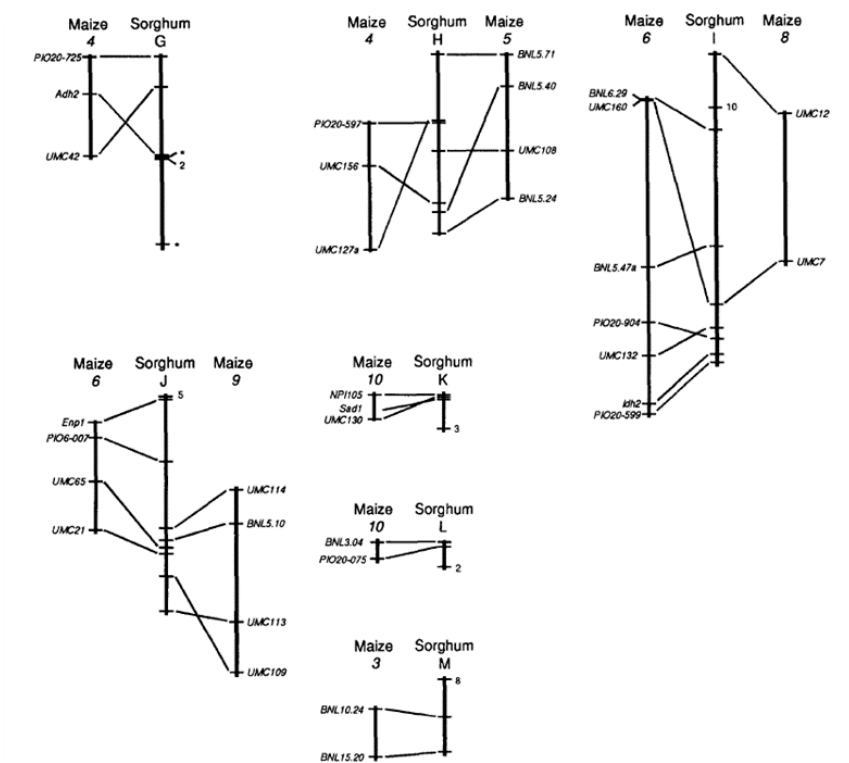 Maize Sorghum
4 G
PIO20-725
Adh2
UMC42
*
2
*
Maize Sorghum Maize
4 H 5
BNL5.71
BNL5.40
PIO20-597
UMC108
UMC156
BNL5.24
UMC127a
Maize Sorghum Maize
6 I 8
BNL6.29
UMC160
10
UMC12
BNL5.47a
UMC7
PIO20-904
UMC132
Idh2
PIO20-599
Maize Sorghum Maize
6 J 9
5
Enp1
PIO6-007
UMC65
UMC114
BNL5.10
UMC21
UMC113
UMC109
Maize Sorghum
10 K
NPI105
Sad1
UMC130
3
Maize Sorghum
10 L
BNL3.04
PIO20-075
2
Maize Sorghum
3 M
8
BNL10.24
BNL15.20